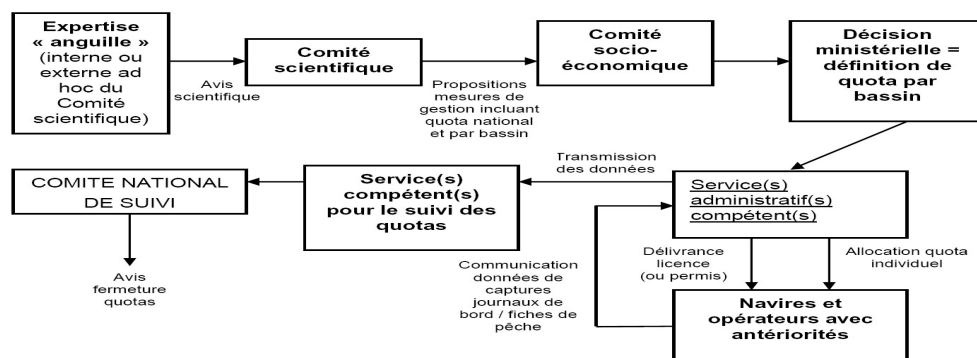 Expertise
« anguille »
(interne ou
externe ad
hoc du
Comité
scientifique)
Avis
scientifique
Comité
scientifique
Propositions
mesures de
gestion incluant
quota national
et par bassin
Comité
socio-
économique
Décision
ministérielle =
définition de
quota par
bassin
Transmission
des données
Service(s)
administratif(s)
compétent(s)
Service(s)
compétent(s)
pour le suivi des
quotas
COMITE NATIONAL
DE SUIVI
Avis
fermeture
quotas
Communication
données de
captures
journaux de
bord / fiches de
pêche
Délivrance
licence
(ou permis)
Allocation quota
individuel
Navires et
opérateurs avec
antériorités